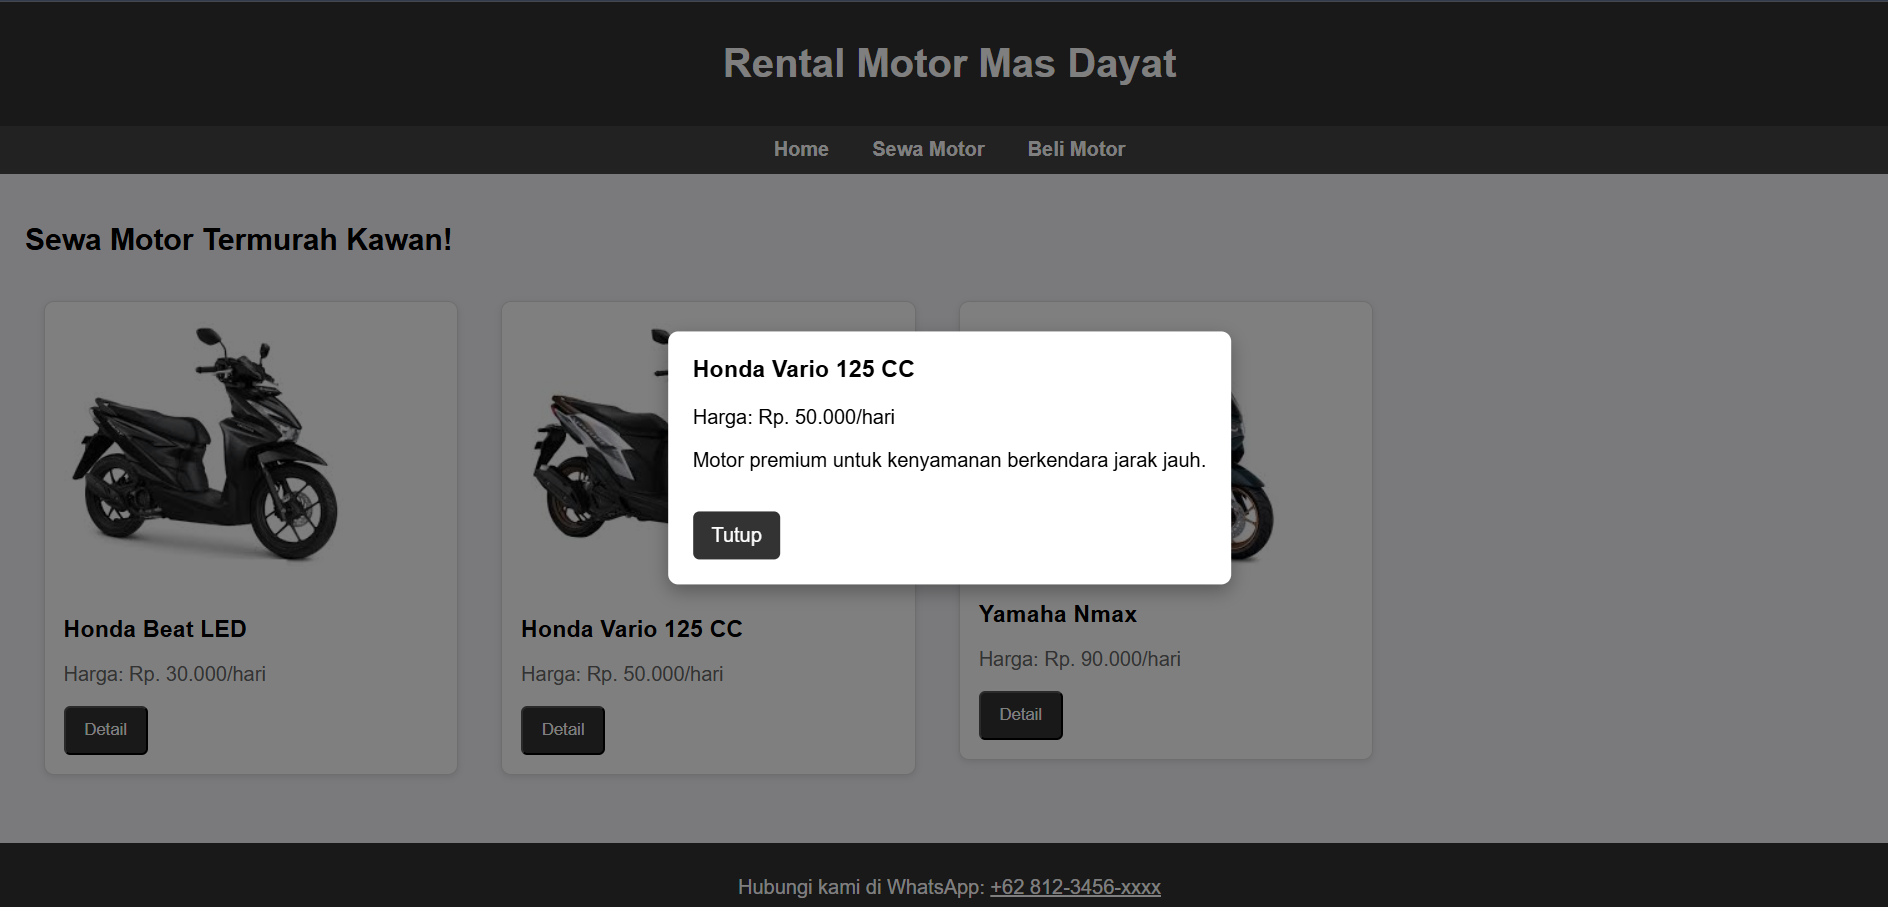 Rental Motor Mas Dayat
Home Sewa Motor Beli Motor
Sewa Motor Termurah Kawan!
Honda Vario 125 CC
Harga: Rp. 50.000/hari
Motor premium untuk kenyamanan berkendara jarak jauh.
Tutup
Honda Beat LED
Harga: Rp. 30.000/hari
Detail
Honda Vario 125 CC
Harga: Rp. 50.000/hari
Detail
Yamaha Nmax
Harga: Rp. 90.000/hari
Detail
Hubungi kami di WhatsApp: +62 812-3456-xxxx